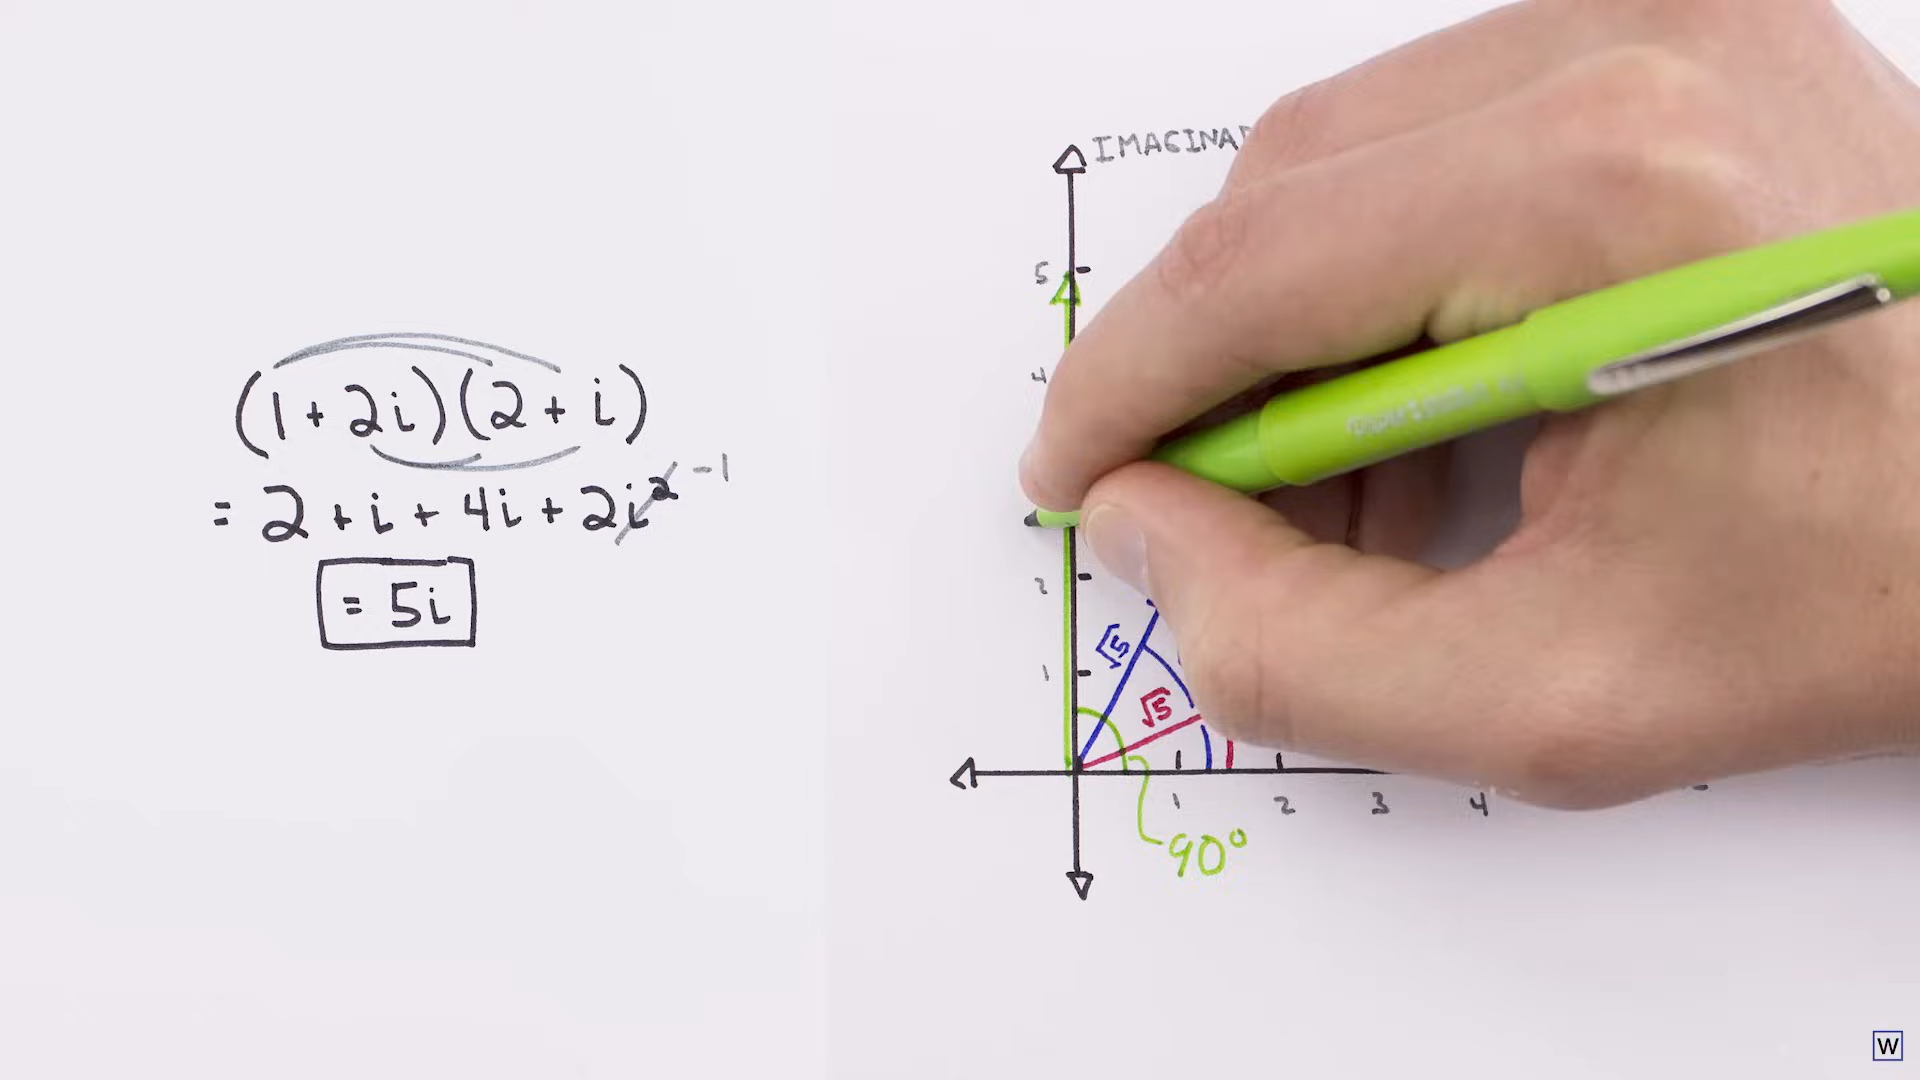 (1+2i)(2+i)
= 2 + i + 4i + 2i² -1
= 5i
5
4
2
1
√5
√5
1 2 3 4
90°
W